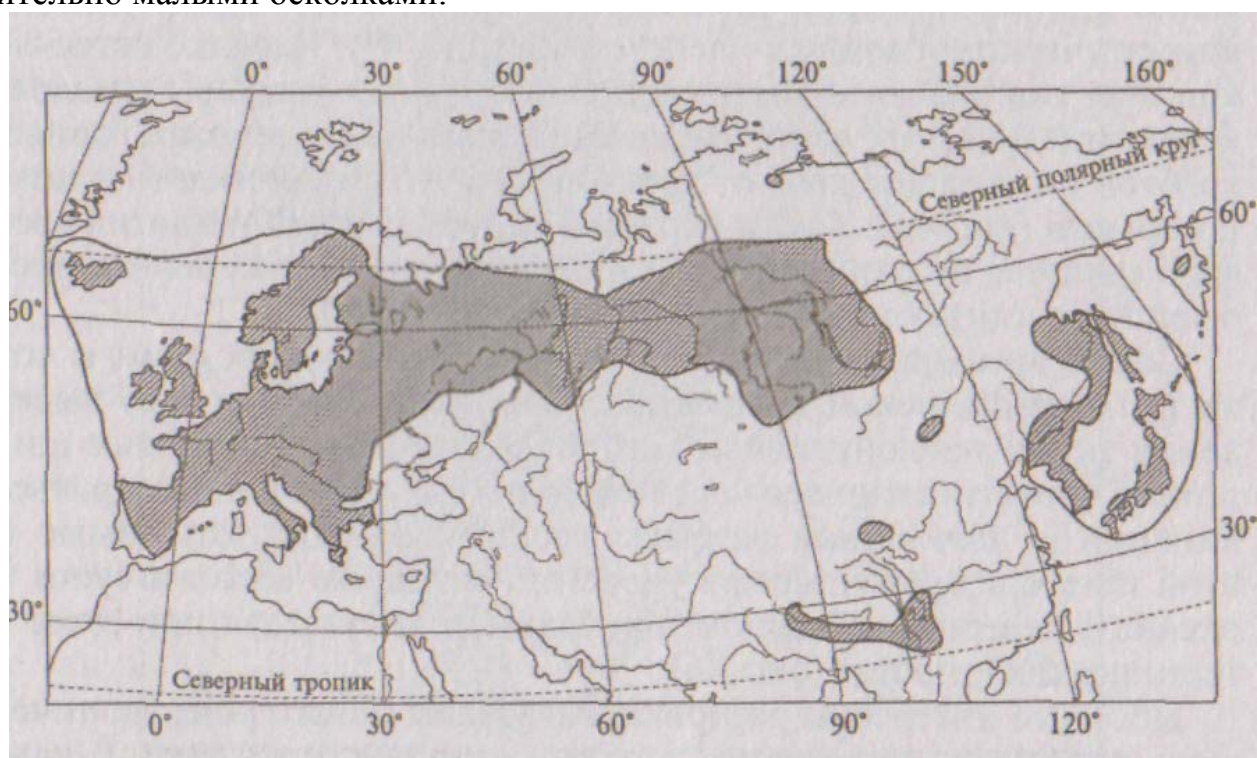 ительно малыми осколками.
0° 30° 60° 90° 120° 150° 160°
Северный полярный круг
60°
60°
30°
30°
Северный тропик
0° 30° 60° 90° 120°